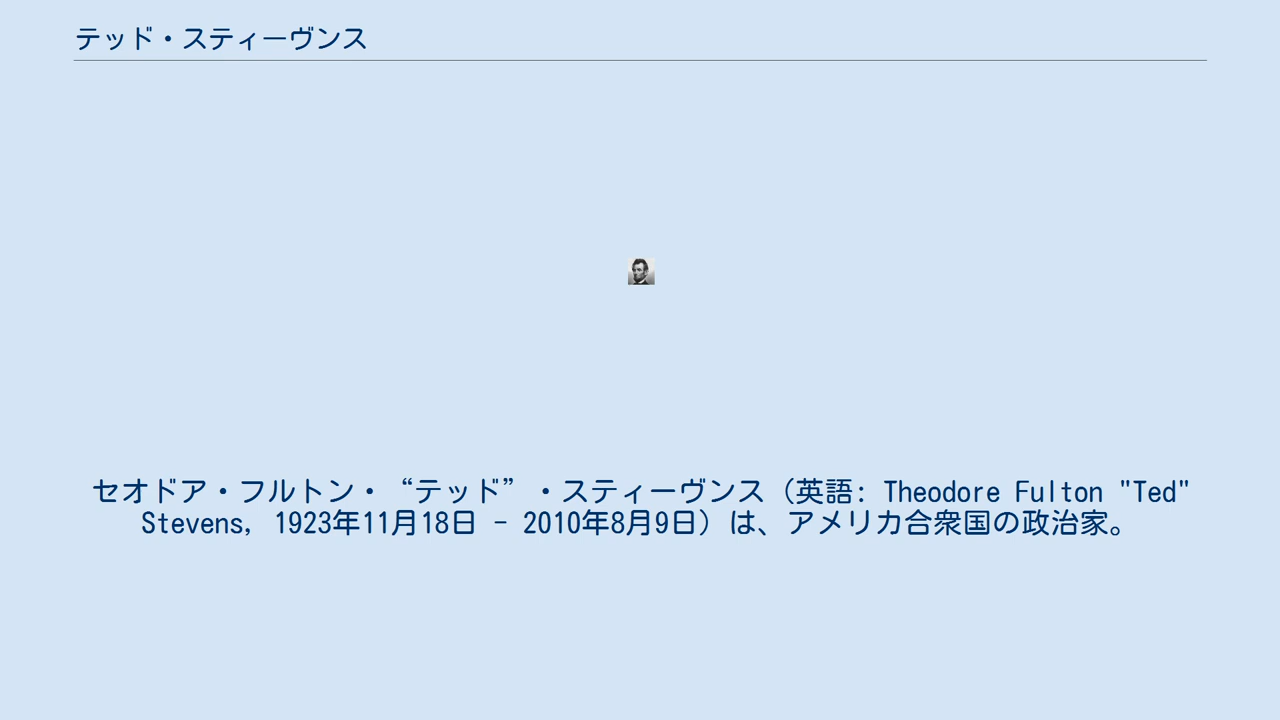 テッド・スティーヴンス
セオドア・フルトン・“テッド”・スティーヴンス（英語: Theodore Fulton "Ted"
Stevens, 1923年11月18日 - 2010年8月9日）は、アメリカ合衆国の政治家。